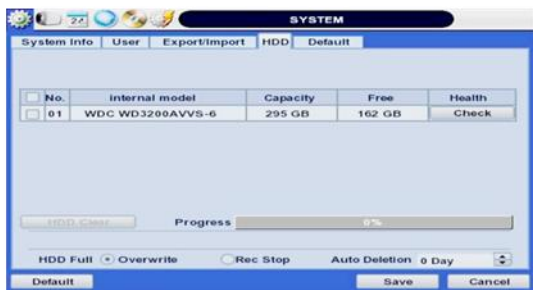 SYSTEM
System Info User Export/Import HDD Default
No. Internal model Capacity Free Health
01 WDC WD3200AVVS-6 295 GB 162 GB Check
HDD Clear Progress 0%
HDD Full Overwrite Rec Stop Auto Deletion 0 Day
Default Save Cancel